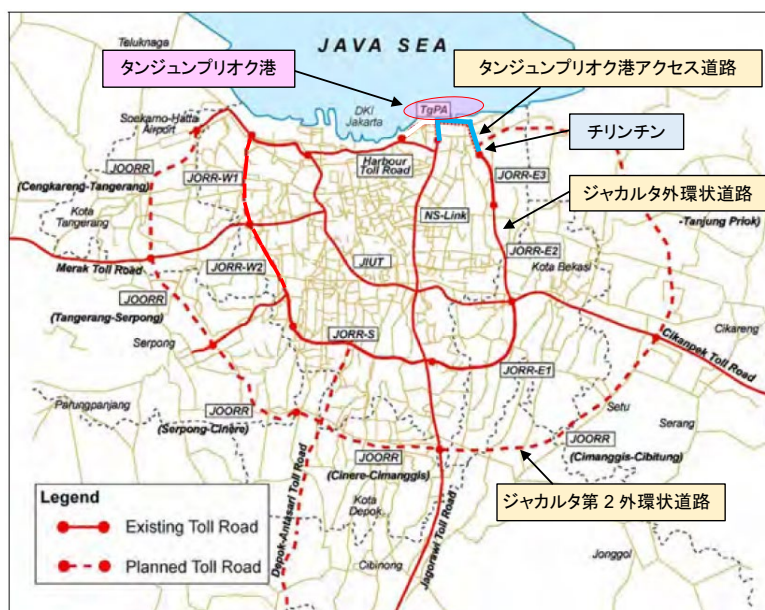 JAVA SEA
Teluknaga
タンジュンプリオク港
タンジュンプリオク港アクセス道路
DKI
Jakarta
TgPA
Soekarno-Hatta
Airport
チリンチン
JOORR
(Cengkareng-Tangerang)
JORR-W1
Harbour
Toll Road
JORR-E3
ジャカルタ外環状道路
Kota
Tangerang
NS-Link
-Tanjung Priok)
JORR-E2
Kota Bekasi
Merak Toll Road
JORR-W2
JIUT
JOORR
(Tangerang-Serpong)
Cikareng
Serpong
JORR-S
Cikanpek Toll Road
JORR-E1
Parungpanjang
Setu
Serang
JOORR
(Serpong-Cinere)
JOORR
(Cimanggis-Cibitung)
JOORR
(Cinere-Cimanggis)
ジャカルタ第2外環状道路
Legend
Existing Toll Road
Planned Toll Road
Depok-Antasari Toll Road
Kota
Depok
Jagorawi Toll Road
Cibinong
Jonggol